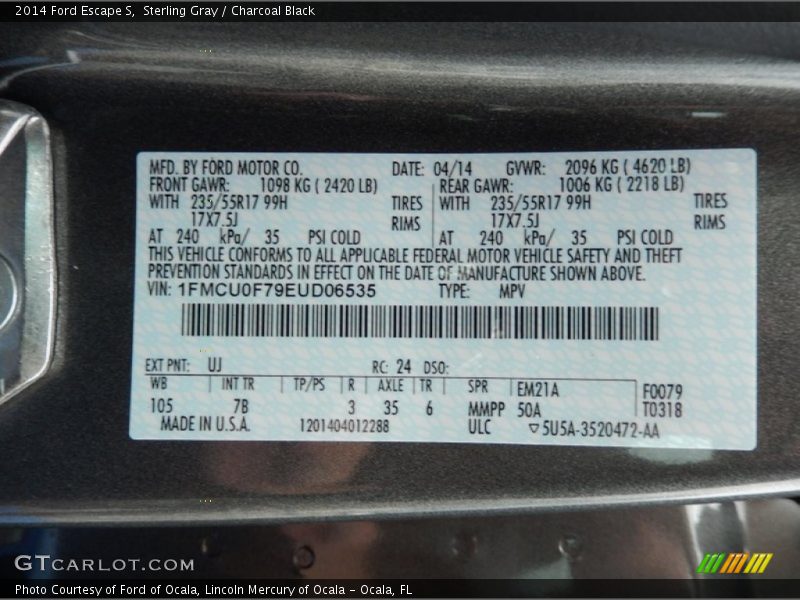 2014 Ford Escape S,  Sterling Gray / Charcoal Black
MFD. BY FORD MOTOR CO. DATE: 04/14 GVWR: 2096 KG ( 4620 LB)
FRONT GAWR: 1098 KG ( 2420 LB) REAR GAWR: 1006 KG ( 2218 LB)
WITH 235/55R17 99H TIRES WITH 235/55R17 99H TIRES
17X7.5J RIMS 17X7.5J RIMS
AT 240 kPa/ 35 PSI COLD AT 240 kPa/ 35 PSI COLD
THIS VEHICLE CONFORMS TO ALL APPLICABLE FEDERAL MOTOR VEHICLE SAFETY AND THEFT
PREVENTION STANDARDS IN EFFECT ON THE DATE OF MANUFACTURE SHOWN ABOVE.
VIN: 1FMCU0F79EUD06535 TYPE: MPV
EXT PNT: UJ RC: 24 DSO:
WB INT TR TP/PS R AXLE TR SPR EM21A F0079
105 7B 3 35 6 MMPP 50A T0318
MADE IN U.S.A. 1201404012288 ULC ▽5U5A-3520472-AA
GTCARLOT.COM
Photo Courtesy of Ford of Ocala, Lincoln Mercury of Ocala - Ocala, FL